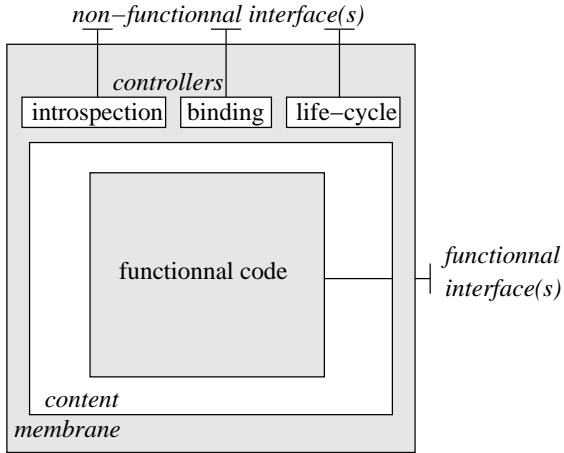 non−functionnal interface(s)
controllers
introspection
binding
life−cycle
functionnal code
functionnal
interface(s)
content
membrane